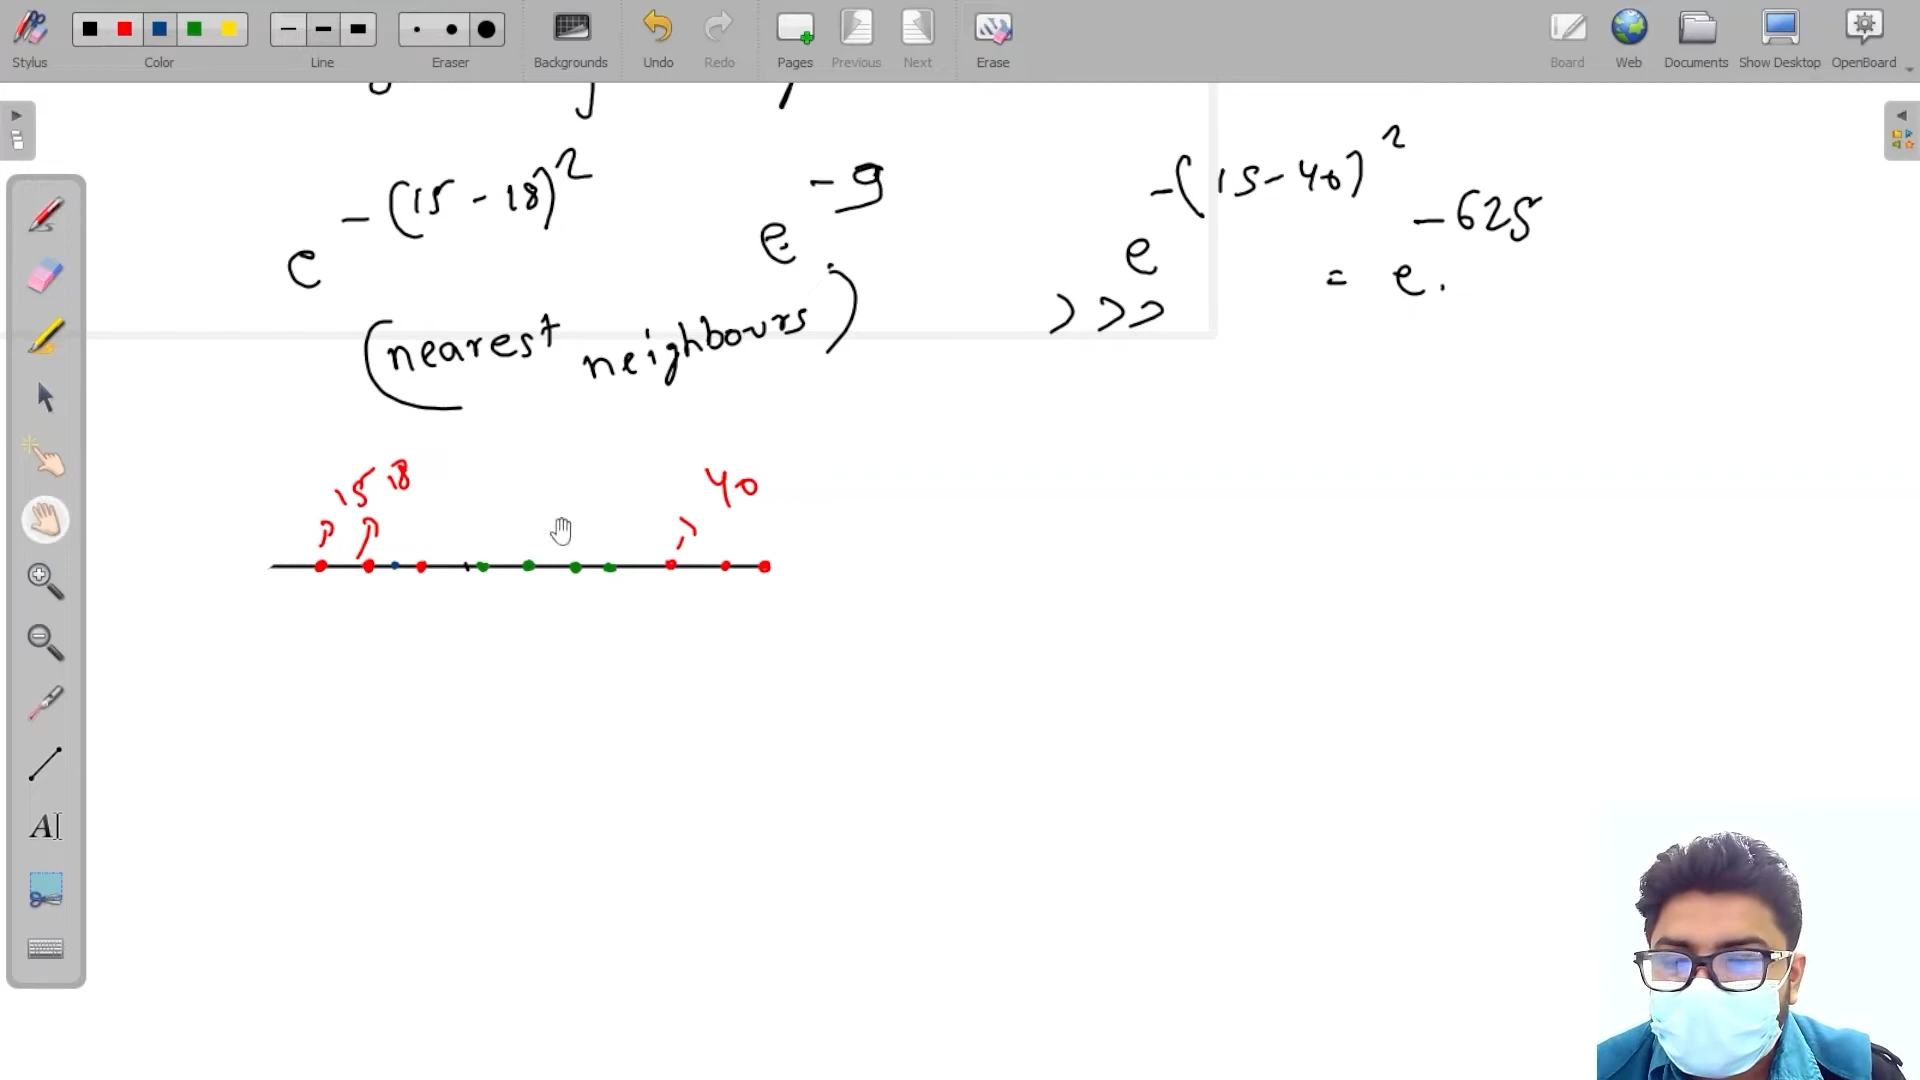 Stylus Color Line Eraser Backgrounds Undo Redo Pages Previous Next Erase Board Web Documents Show Desktop OpenBoard
e^-(15-18)^2 e^-9 e^-(15-40)^2 = e^-625
(nearest neighbours) >>>
15 18 40